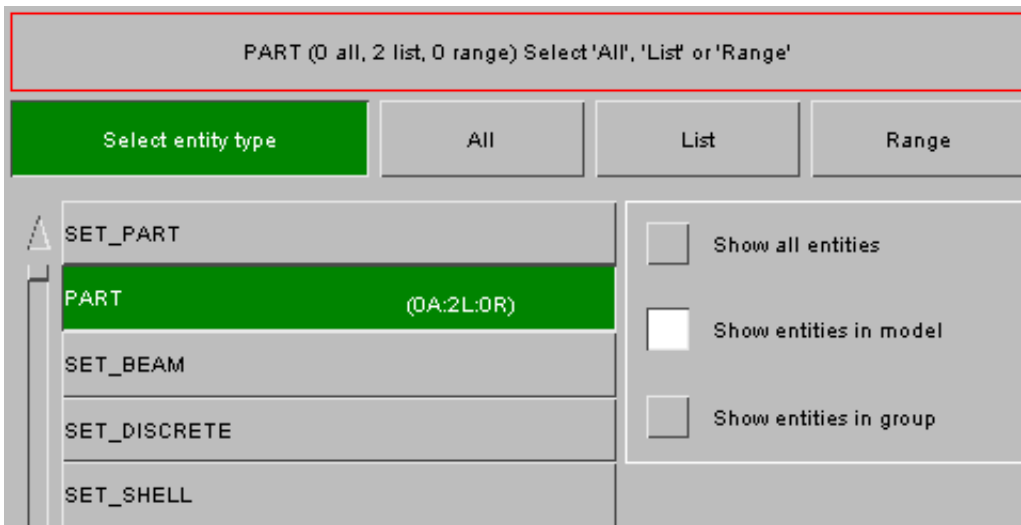 PART (0 all, 2 list, 0 range) Select 'All', 'List' or 'Range'
Select entity type
All
List
Range
SET_PART
PART (0A:2L:0R)
SET_BEAM
SET_DISCRETE
SET_SHELL
Show all entities
Show entities in model
Show entities in group